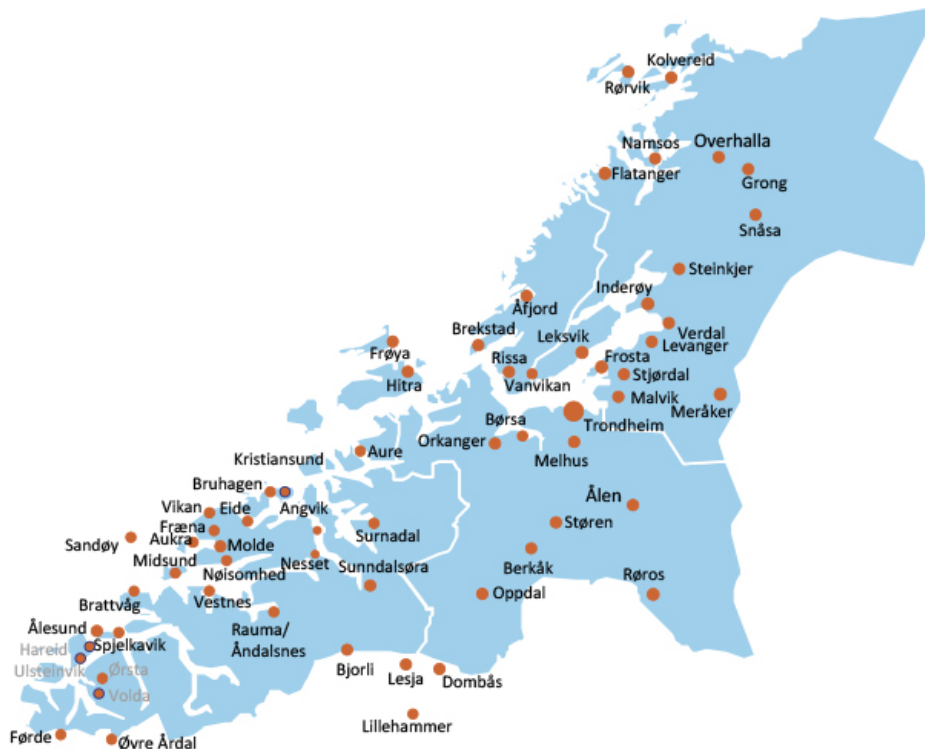 Kolvereid
Rørvik
Namsos
Overhalla
Flatanger
Grong
Snåsa
Steinkjer
Inderøy
Åfjord
Verdal
Brekstad
Leksvik
Levanger
Frøya
Rissa
Frosta
Hitra
Vanvikan
Stjørdal
Malvik
Meråker
Børsa
Trondheim
Orkanger
Aure
Melhus
Kristiansund
Bruhagen
Ålen
Vikan
Eide
Angvik
Støren
Fræna
Surnadal
Sandøy
Aukra
Molde
Midsund
Nøisomhed
Nesset
Sunndalsøra
Berkåk
Røros
Brattvåg
Vestnes
Oppdal
Ålesund
Rauma/
Åndalsnes
Hareid
Spjelkavik
Ulsteinvik
Ørsta
Bjorli
Lesja
Dombås
Volda
Lillehammer
Førde
Øvre Årdal